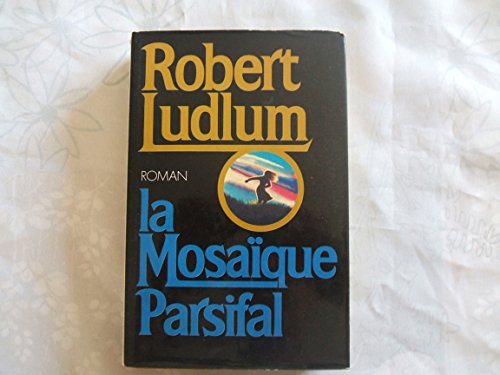 Robert
Ludlum
ROMAN
la
Mosaïque
Parsifal